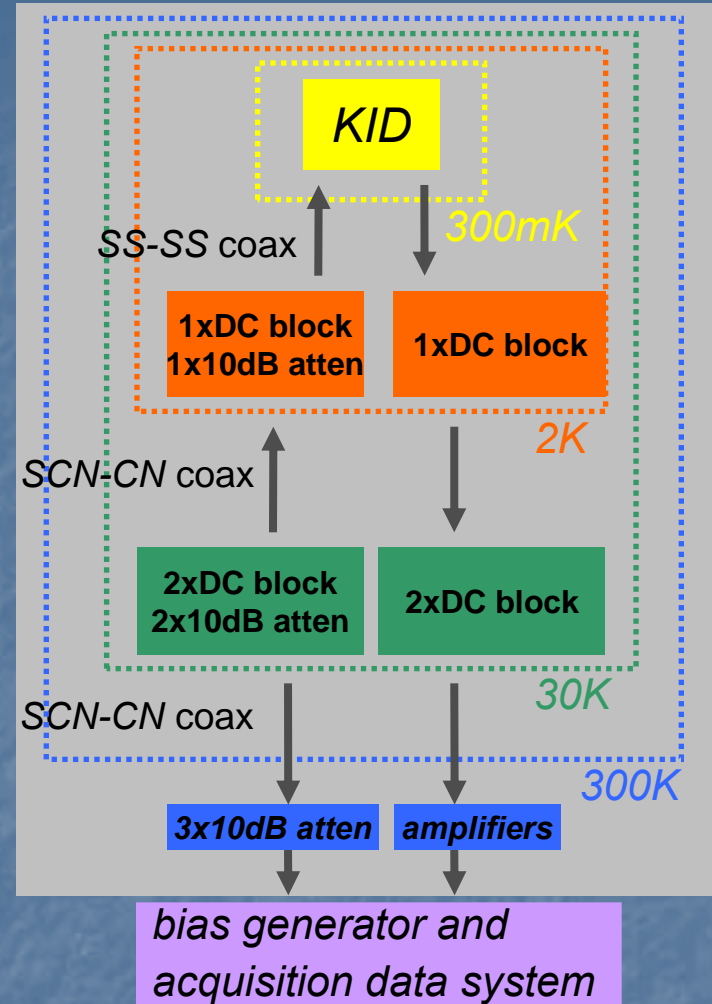 KID
300mK
SS-SS coax
1xDC block
1x10dB atten
1xDC block
2K
SCN-CN coax
2xDC block
2x10dB atten
2xDC block
30K
SCN-CN coax
300K
3x10dB atten
amplifiers
bias generator and
acquisition data system